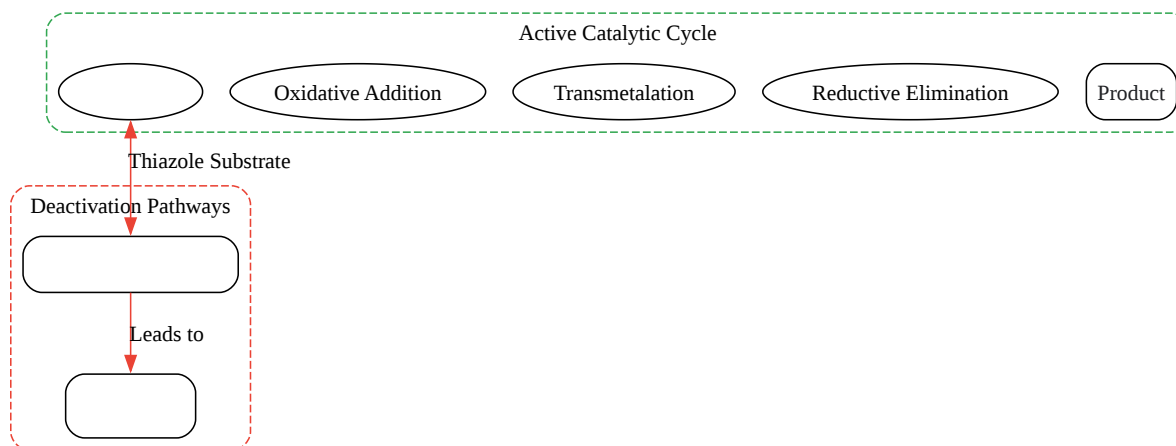 Active Catalytic Cycle
Oxidative Addition
Transmetalation
Reductive Elimination
Product
Thiazole Substrate
Deactivation Pathways
Leads to